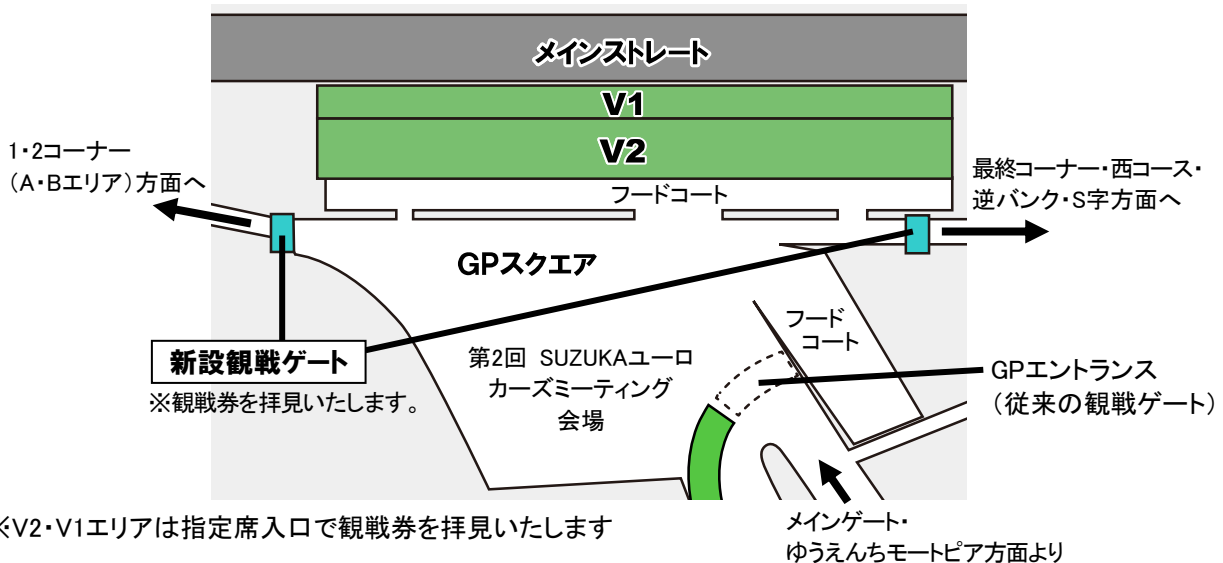 メインストレート
V1
V2
フードコート
1・2コーナー
（A・Bエリア）方面へ
最終コーナー・西コース・
逆バンク・S字方面へ
GPスクエア
新設観戦ゲート
※観戦券を拝見いたします。
第2回 SUZUKAユーロ
カーズミーティング
会場
フード
コート
GPエントランス
（従来の観戦ゲート）
※V2・V1エリアは指定席入口で観戦券を拝見いたします
メインゲート・
ゆうえんちモートピア方面より